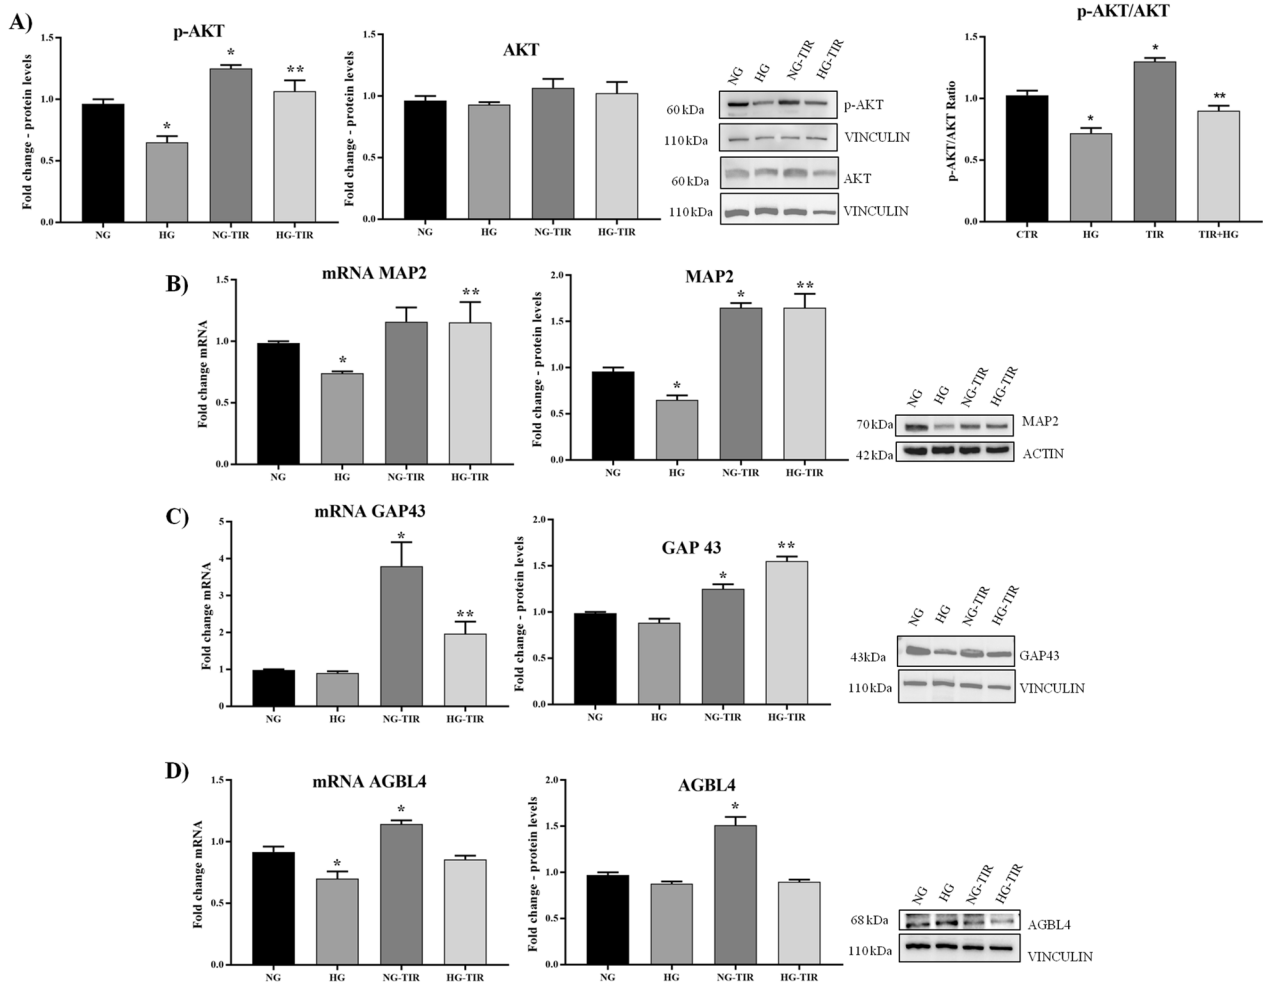 A)
p-AKT
Fold change - protein levels
1.5
1.0
0.5
0.0
*
*
**
NG HG NG-TIR HG-TIR
AKT
Fold change - protein levels
1.5
1.0
0.5
0.0
NG HG NG-TIR HG-TIR
NG HG NG-TIR HG-TIR
60 kDa p-AKT
110 kDa VINCULIN
60 kDa AKT
110 kDa VINCULIN
p-AKT/AKT
p-AKT/AKT Ratio
1.5
1.0
0.5
0.0
*
*
**
CTR HG TIR TIR+HG
B)
mRNA MAP2
Fold change mRNA
1.5
1.0
0.5
0.0
*
**
NG HG NG-TIR HG-TIR
MAP2
Fold change - protein levels
2.0
1.5
1.0
0.5
0.0
*
*
**
NG HG NG-TIR HG-TIR
NG HG NG-TIR HG-TIR
70 kDa MAP2
42 kDa ACTIN
C)
mRNA GAP43
Fold change mRNA
5
4
3
2
1
0
*
**
NG HG NG-TIR HG-TIR
GAP 43
Fold change - protein levels
2.0
1.5
1.0
0.5
0.0
*
**
NG HG NG-TIR HG-TIR
NG HG NG-TIR HG-TIR
43kDa GAP43
110 kDa VINCULIN
D)
mRNA AGBL4
Fold change mRNA
1.5
1.0
0.5
0.0
*
*
NG HG NG-TIR HG-TIR
AGBL4
Fold change - protein levels
2.0
1.5
1.0
0.5
0.0
*
NG HG NG-TIR HG-TIR
NG HG NG-TIR HG-TIR
68 kDa AGBL4
110 kDa VINCULIN